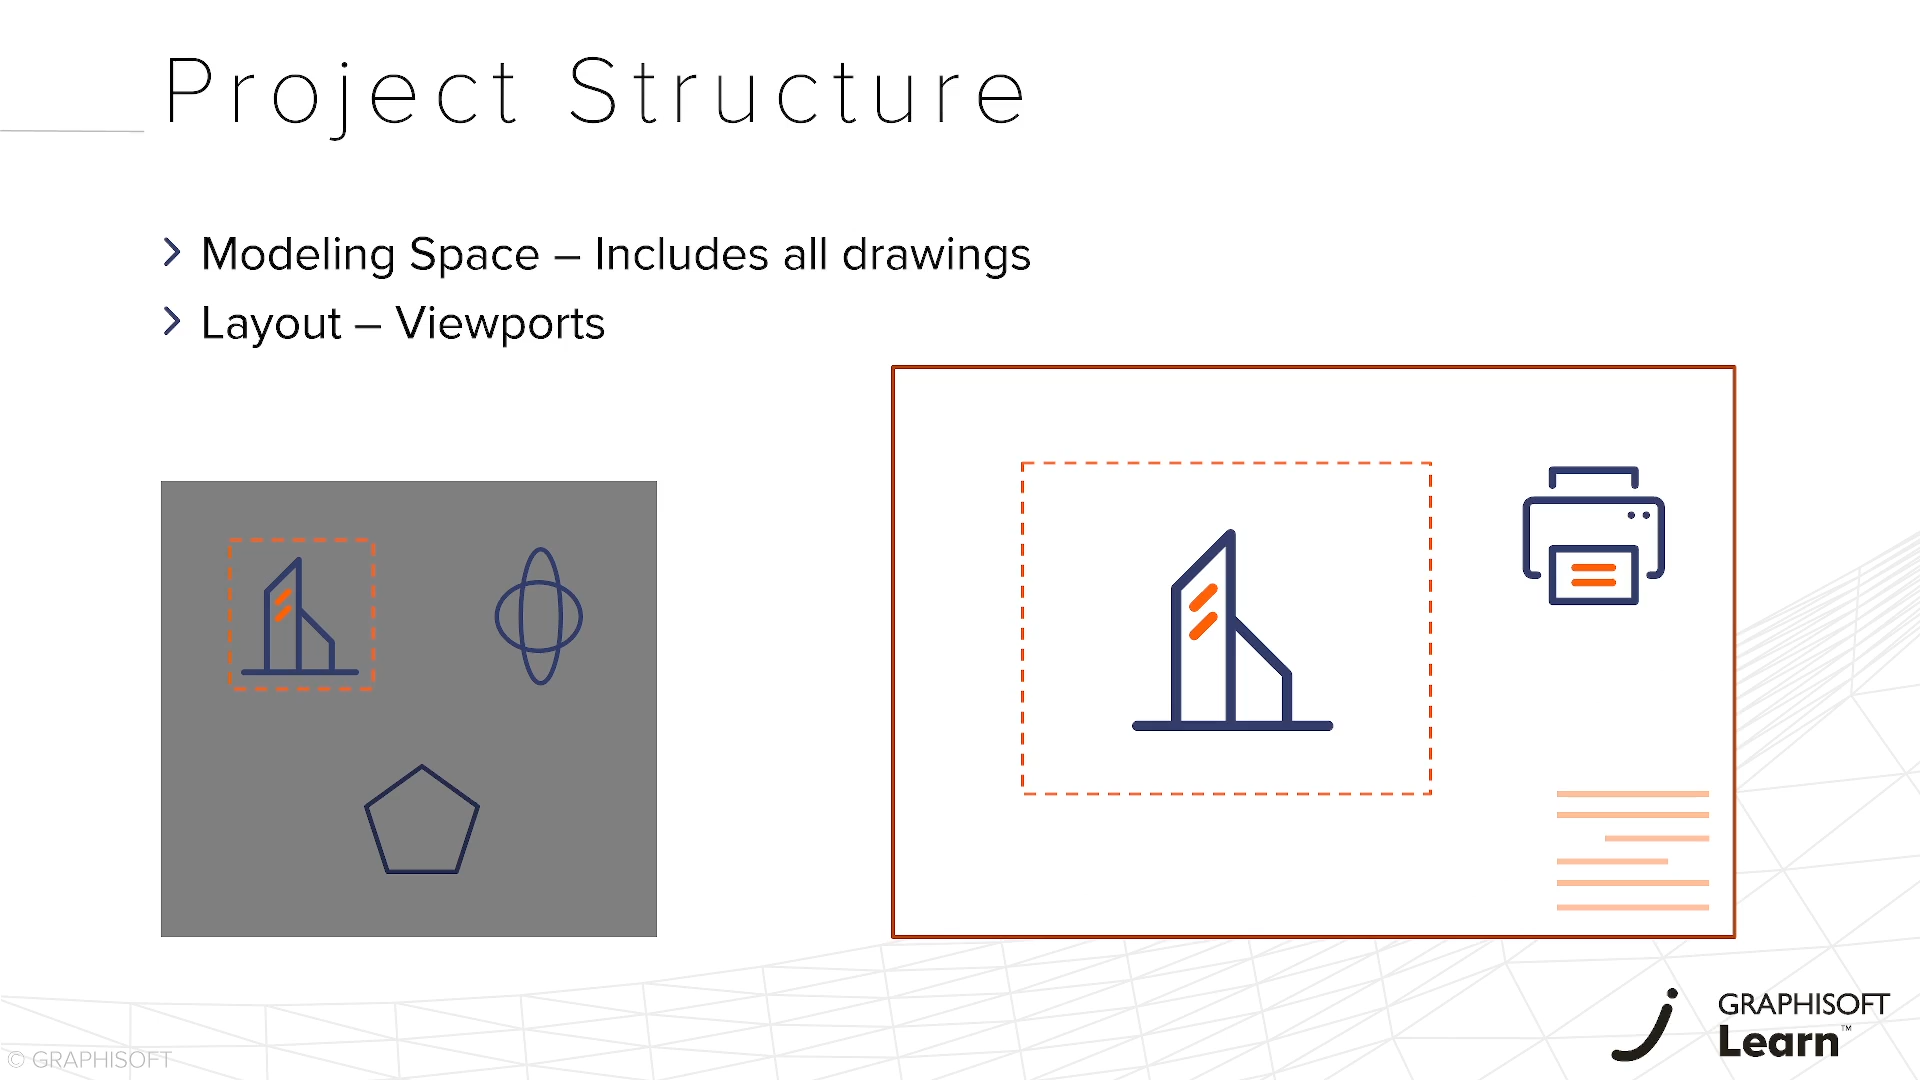 Project Structure
Modeling Space – Includes all drawings
Layout – Viewports
GRAPHISOFT
Learn™
© GRAPHISOFT